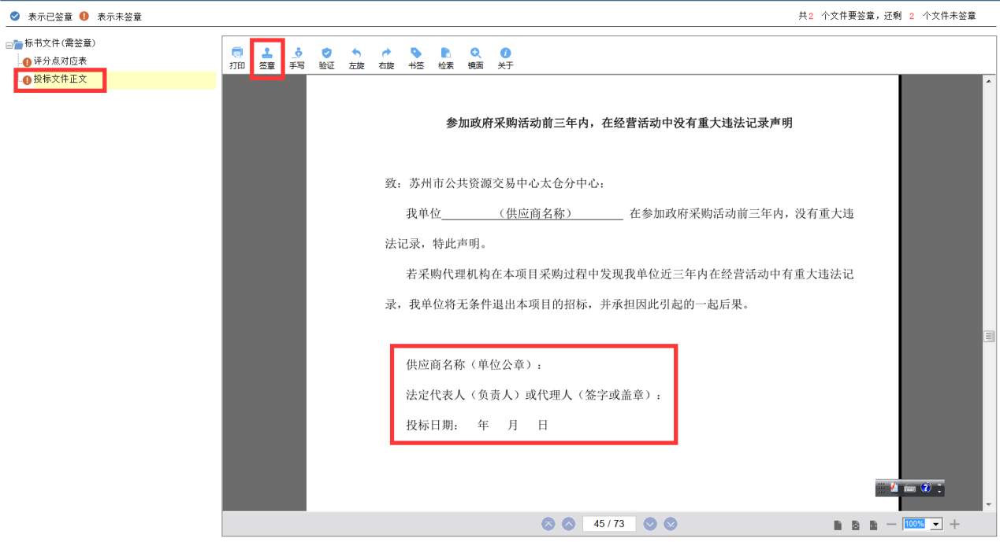 表示已签章 表示未签章
共2 个文件要签章，还剩 2 个文件未签章
标书文件(需签章)
评分点对应表
投标文件正文
打印 签章 手写 验证 左旋 右旋 书签 检索 镜面 关于
参加政府采购活动前三年内，在经营活动中没有重大违法记录声明
致：苏州市公共资源交易中心太仓分中心：
我单位（供应商名称）在参加政府采购活动前三年内，没有重大违
法记录，特此声明。
若采购代理机构在本项目采购过程中发现我单位近三年内在经营活动中有重大违法记
录，我单位将无条件退出本项目的招标，并承担因此引起的一起后果。
供应商名称（单位公章）：
法定代表人（负责人）或代理人（签字或盖章）：
投标日期： 年 月 日
45 / 73
100%